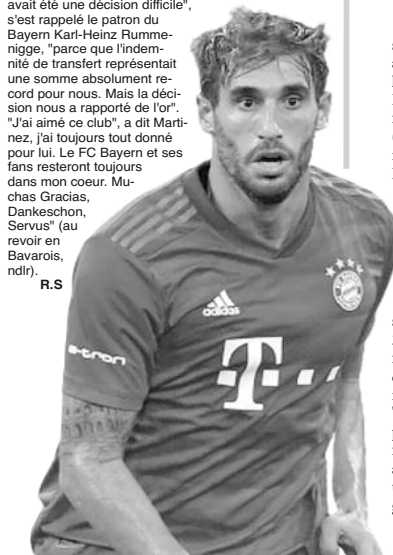 avait été une décision difficile",
s'est rappelé le patron du
Bayern Karl-Heinz Rumme-
nigge, "parce que l'indem-
nité de transfert représentait
une somme absolument re-
cord pour nous. Mais la déci-
sion nous a rapporté de l'or".
"J'ai aimé ce club", a dit Marti-
nez, j'ai toujours tout donné
pour lui. Le FC Bayern et ses
fans resteront toujours
dans mon coeur. Mu-
chas Gracias,
Dankeschon,
Servus" (au
revoir en
Bavarois,
ndlr).
R.S
adidas
e-tron
T